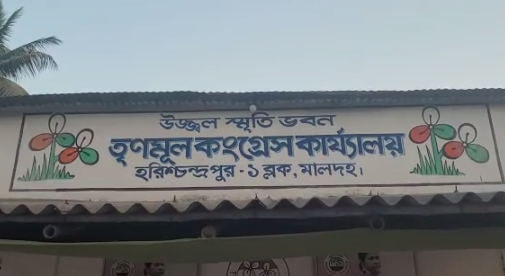 উজ্জ্বল স্মৃতি ভবন
তৃণমূল কংগ্রেস কার্য্যালয়
হরিশ্চন্দ্রপুর - ১ ব্লক, মালদহ।